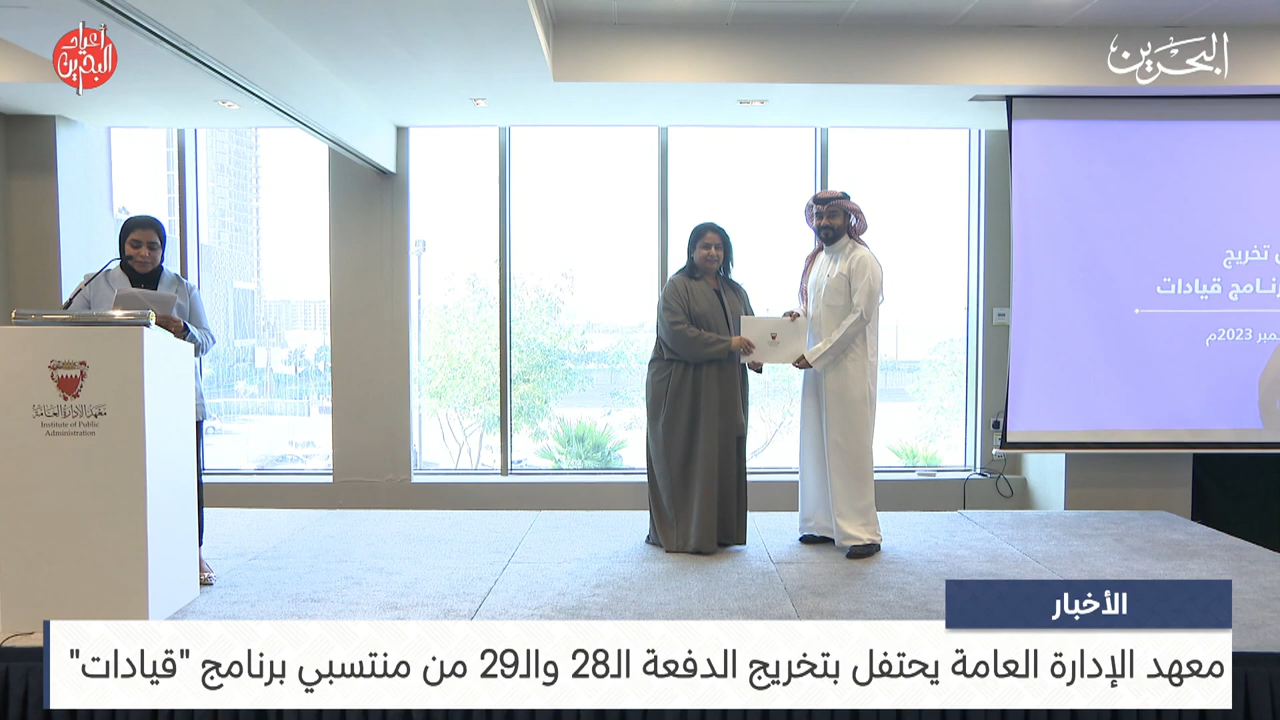 أعياد
البحرين
البحرين
تخريج
برنامج قيادات
مبر 2023م
معهد الإدارة العامة
Institute of Public
Administration
الأخبار
معهد الإدارة العامة يحتفل بتخريج الدفعة الـ28 والـ29 من منتسبي برنامج "قيادات"